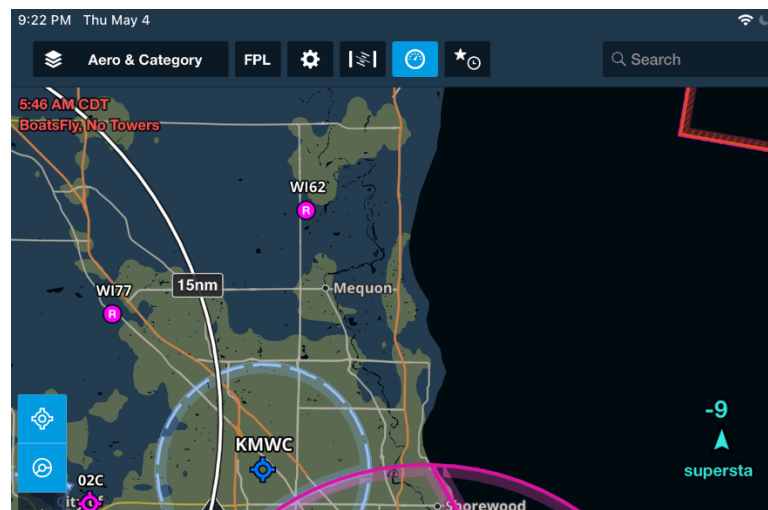 9:22 PM Thu May 4
Aero & Category
FPL
Search
5:46 AM CDT
BoatsFly, No Towers
WI62
R
15nm
Mequon
WI77
R
-9
supersta
KMWC
02C
Shorewood